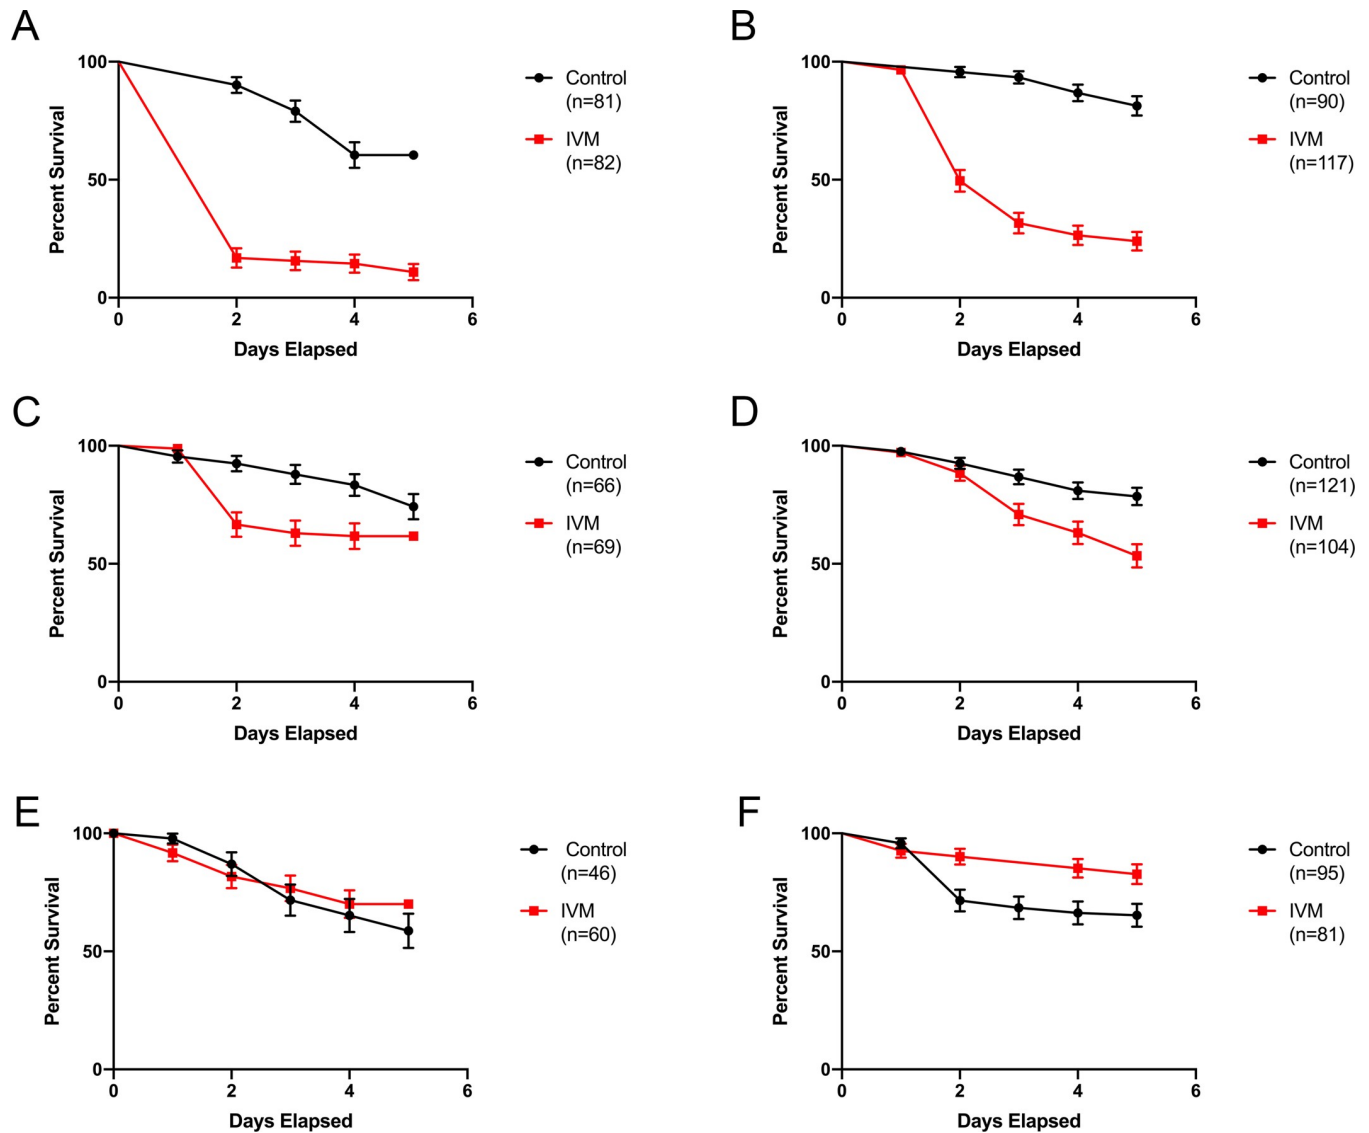 A
100
50
0
0
2
4
6
Percent Survival
Days Elapsed
Control
(n=81)
IVM
(n=82)
B
100
50
0
0
2
4
6
Percent Survival
Days Elapsed
Control
(n=90)
IVM
(n=117)
C
100
50
0
0
2
4
6
Percent Survival
Days Elapsed
Control
(n=66)
IVM
(n=69)
D
100
50
0
0
2
4
6
Percent Survival
Days Elapsed
Control
(n=121)
IVM
(n=104)
E
100
50
0
0
2
4
6
Percent Survival
Days Elapsed
Control
(n=46)
IVM
(n=60)
F
100
50
0
0
2
4
6
Percent Survival
Days Elapsed
Control
(n=95)
IVM
(n=81)